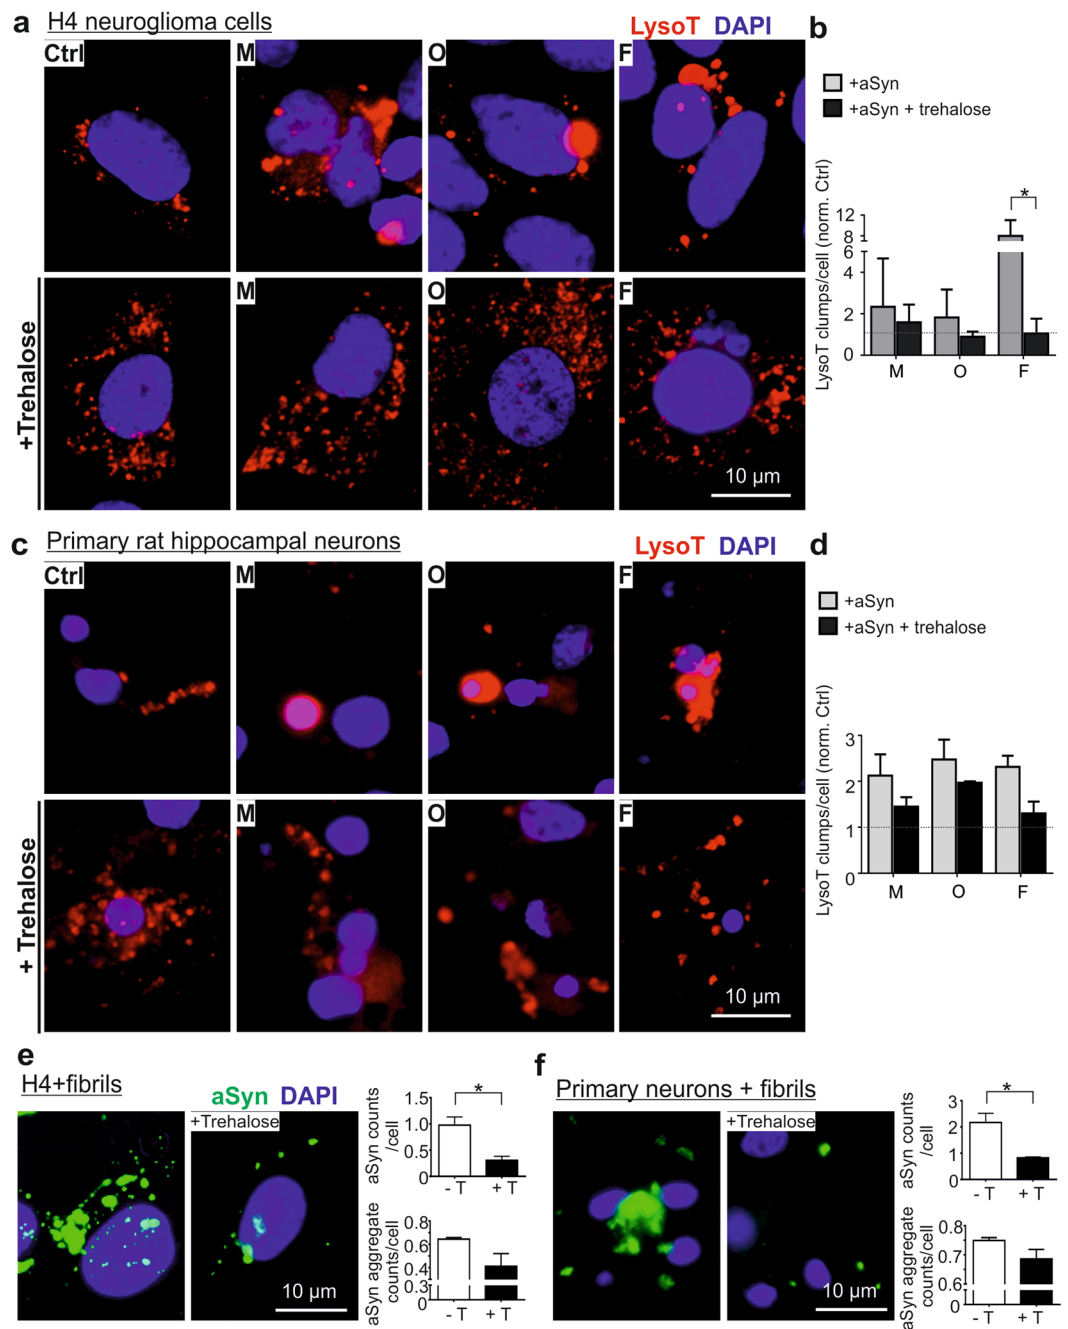 a H4 neuroglioma cells LysoT DAPI
Ctrl M O F
+Trehalose
M O F
10 µm
b
+aSyn
+aSyn + trehalose
LysoT clumps/cell (norm. Ctrl)
12
8
6
4
2
0
*
M O F
c Primary rat hippocampal neurons LysoT DAPI
Ctrl M O F
+ Trehalose
M O F
10 µm
d
+aSyn
+aSyn + trehalose
LysoT clumps/cell (norm. Ctrl)
3
2
1
0
M O F
e
H4+fibrils
aSyn DAPI
+Trehalose
10 µm
aSyn counts
/cell
1.5
1.0
0.5
0
*
- T + T
aSyn aggregate
counts/cell
0.8
0.6
0.4
0.3
0
- T + T
f
Primary neurons + fibrils
+Trehalose
10 µm
aSyn counts
/cell
3
2
1
0
*
- T + T
aSyn aggregate
counts/cell
0.8
0.7
0.6
0
- T + T